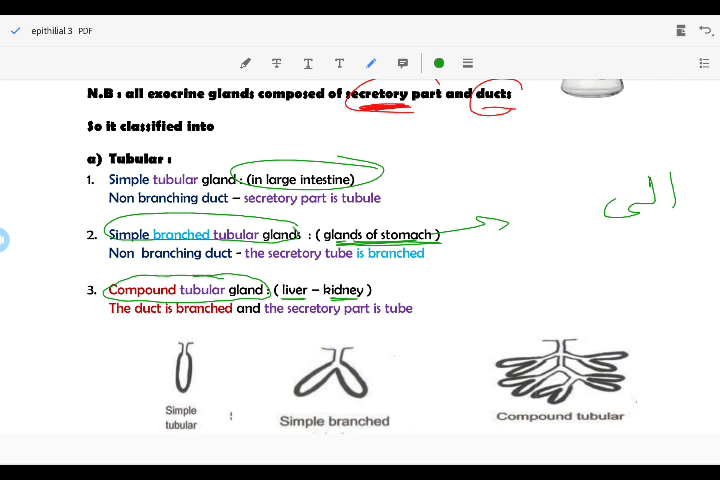 epithilial 3 PDF
N.B : all exocrine glands composed of secretory part and ducts
So it classified into
a) Tubular :
1. Simple tubular gland : (in large intestine)
Non branching duct – secretory part is tubule
2. Simple branched tubular glands : ( glands of stomach )
Non branching duct - the secretory tube is branched
3. Compound tubular gland : ( liver – kidney )
The duct is branched and the secretory part is tube
Simple
tubular
Simple branched
Compound tubular